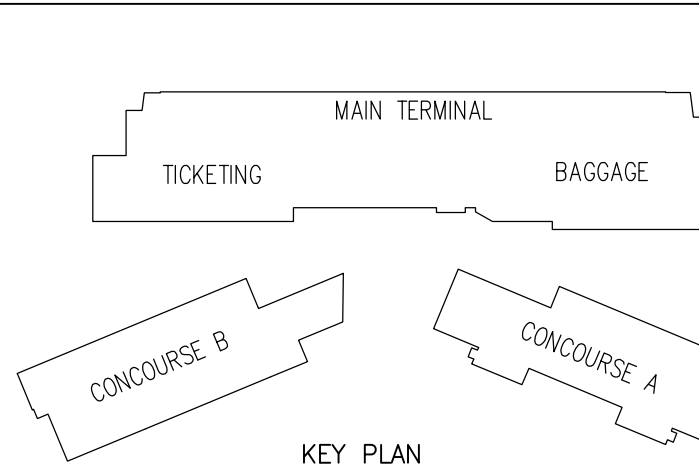 MAIN TERMINAL
TICKETING
BAGGAGE
CONCOURSE B
CONCOURSE A
KEY PLAN